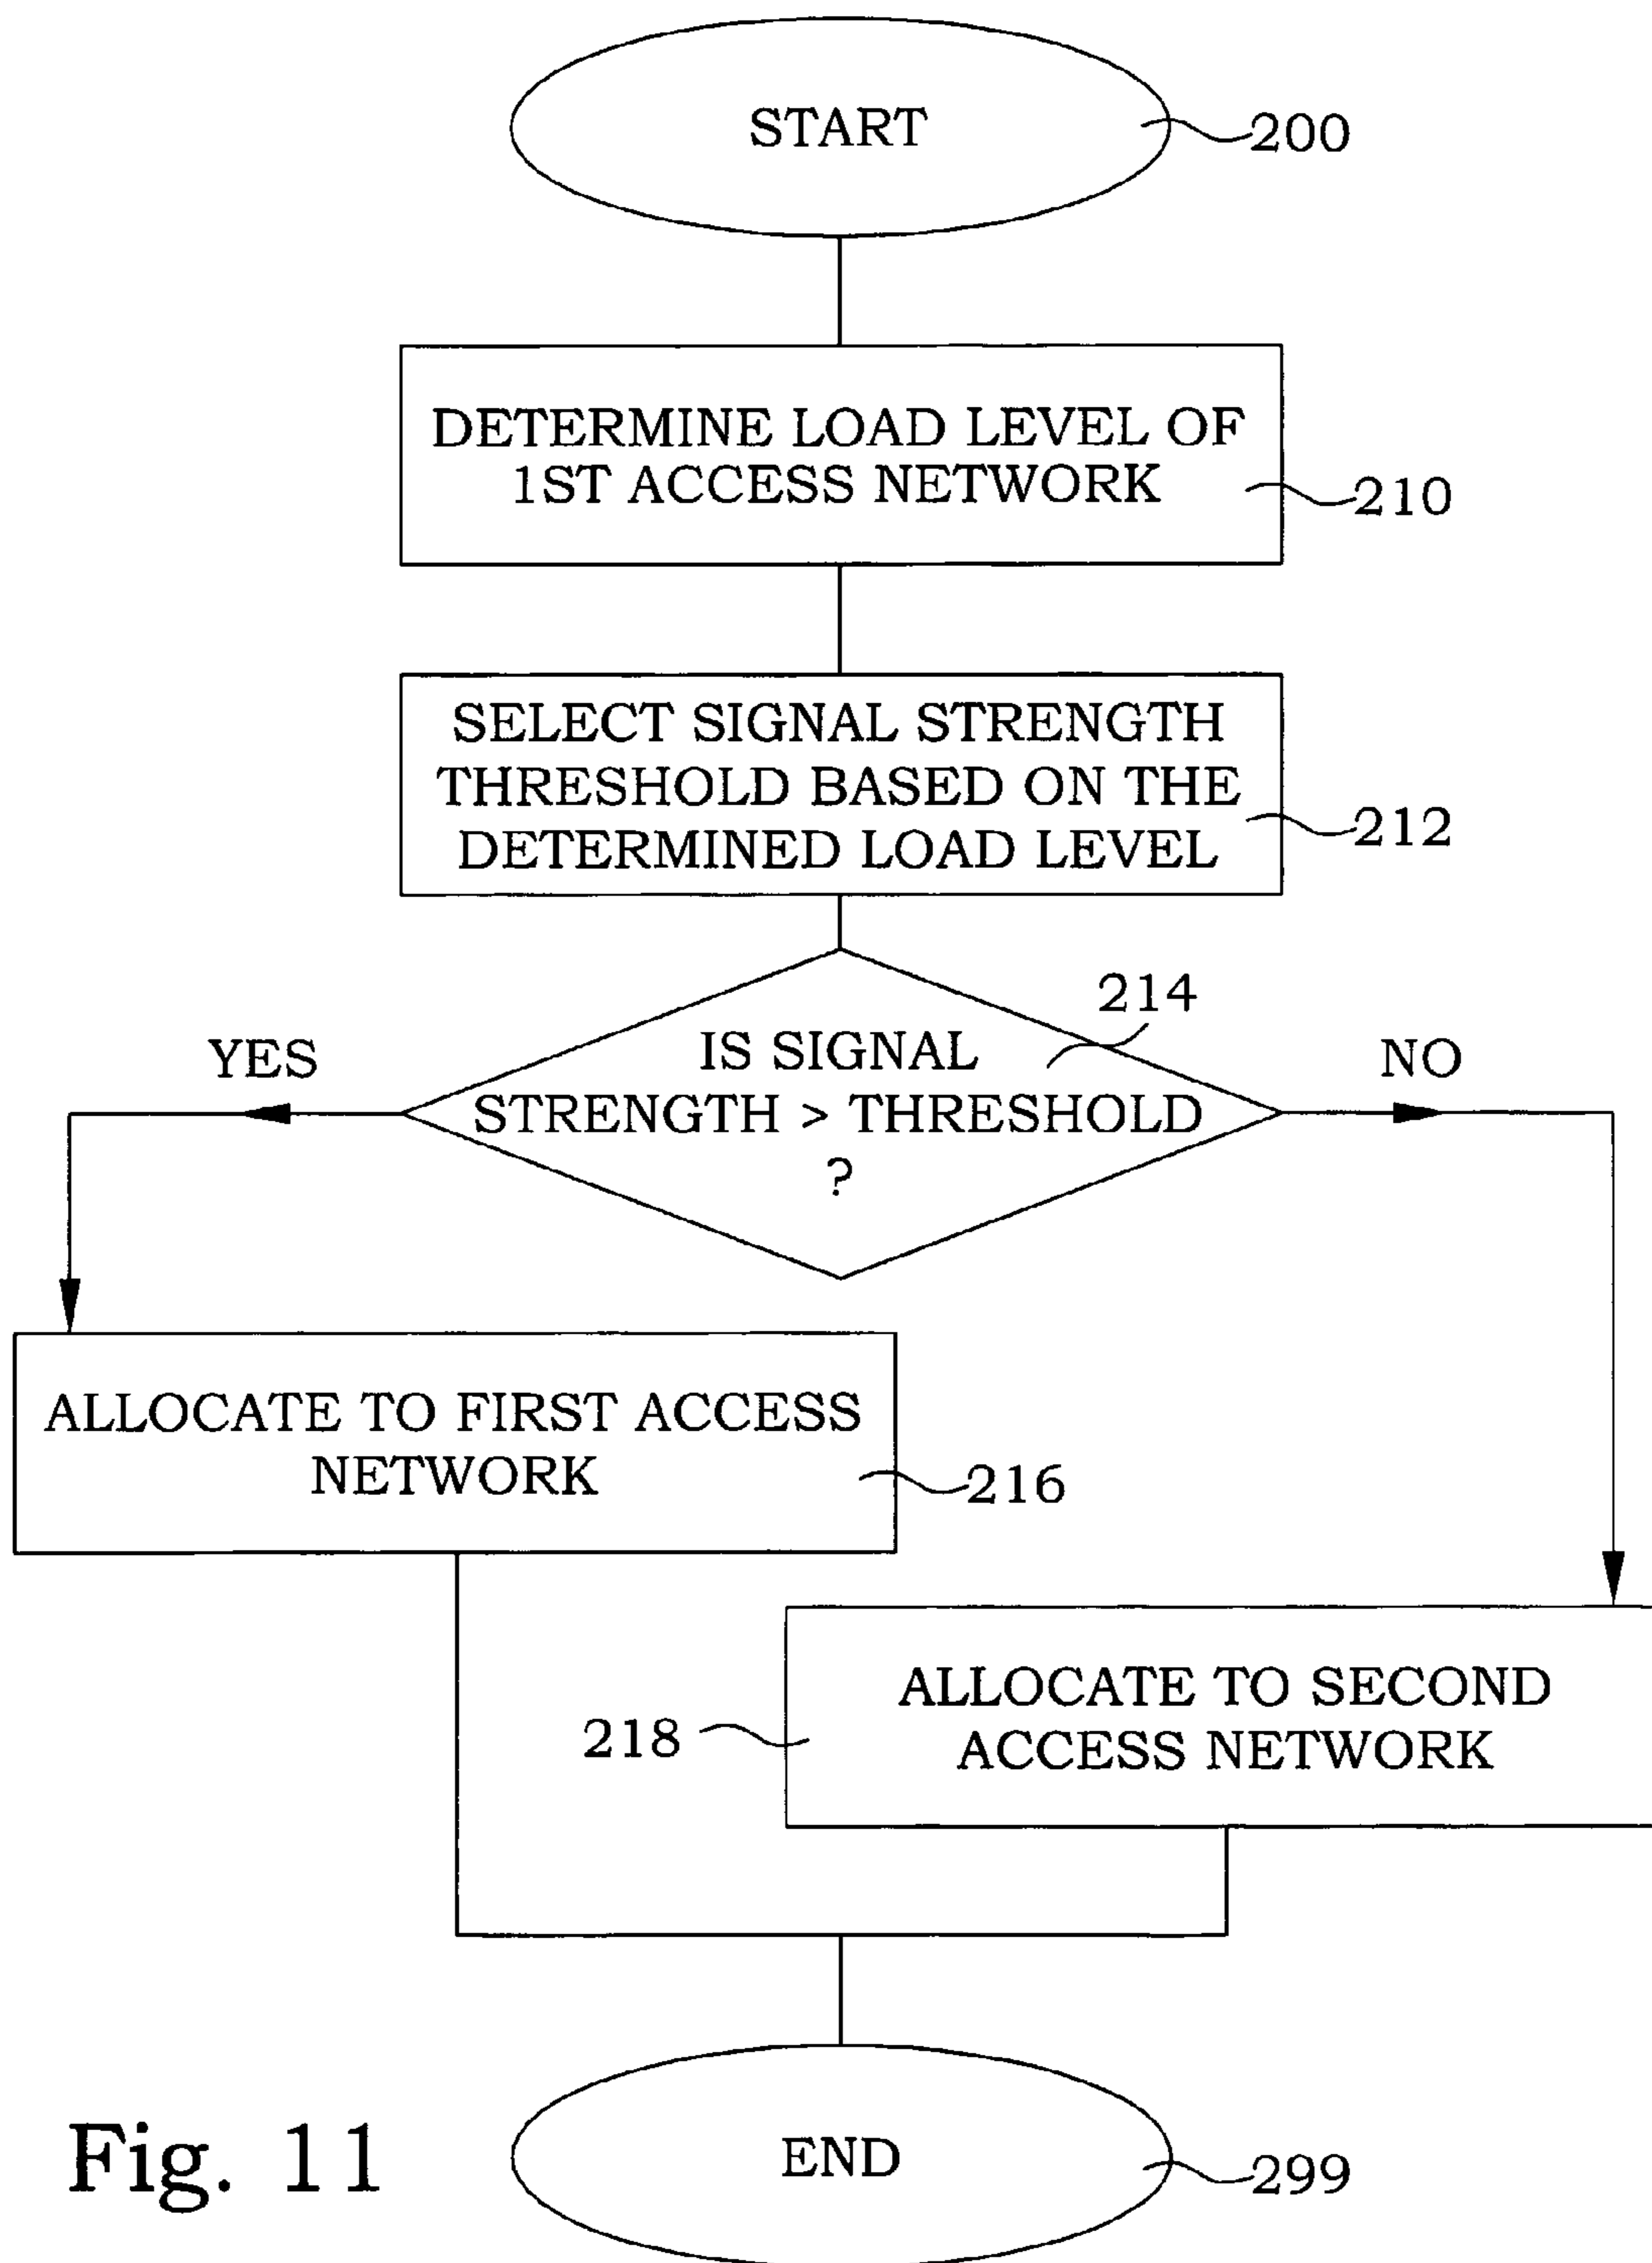 START
200
DETERMINE LOAD LEVEL OF
1ST ACCESS NETWORK
210
SELECT SIGNAL STRENGTH
THRESHOLD BASED ON THE
DETERMINED LOAD LEVEL
212
214
YES
IS SIGNAL
STRENGTH > THRESHOLD
?
NO
ALLOCATE TO FIRST ACCESS
NETWORK
216
ALLOCATE TO SECOND
ACCESS NETWORK
218
END
299
Fig. 11